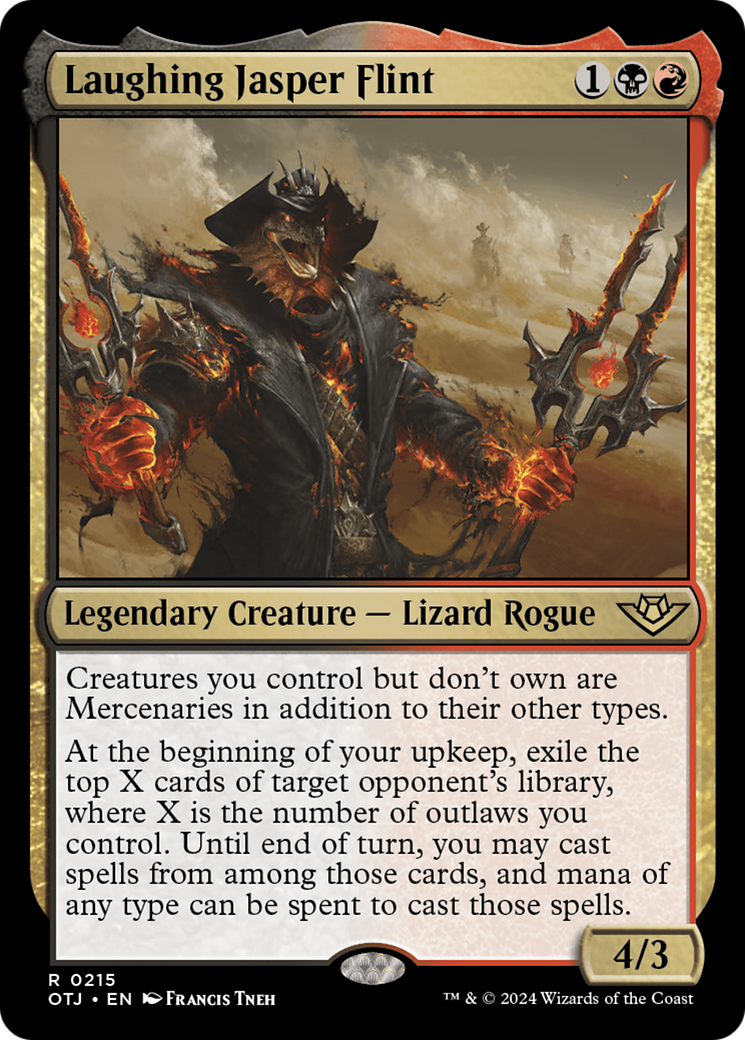 Laughing Jasper Flint 1
Legendary Creature — Lizard Rogue
Creatures you control but don't own are
Mercenaries in addition to their other types.
At the beginning of your upkeep, exile the
top X cards of target opponent's library,
where X is the number of outlaws you
control. Until end of turn, you may cast
spells from among those cards, and mana of
any type can be spent to cast those spells.
4/3
R 0215
OTJ • EN Francis Tneh
™ & © 2024 Wizards of the Coast